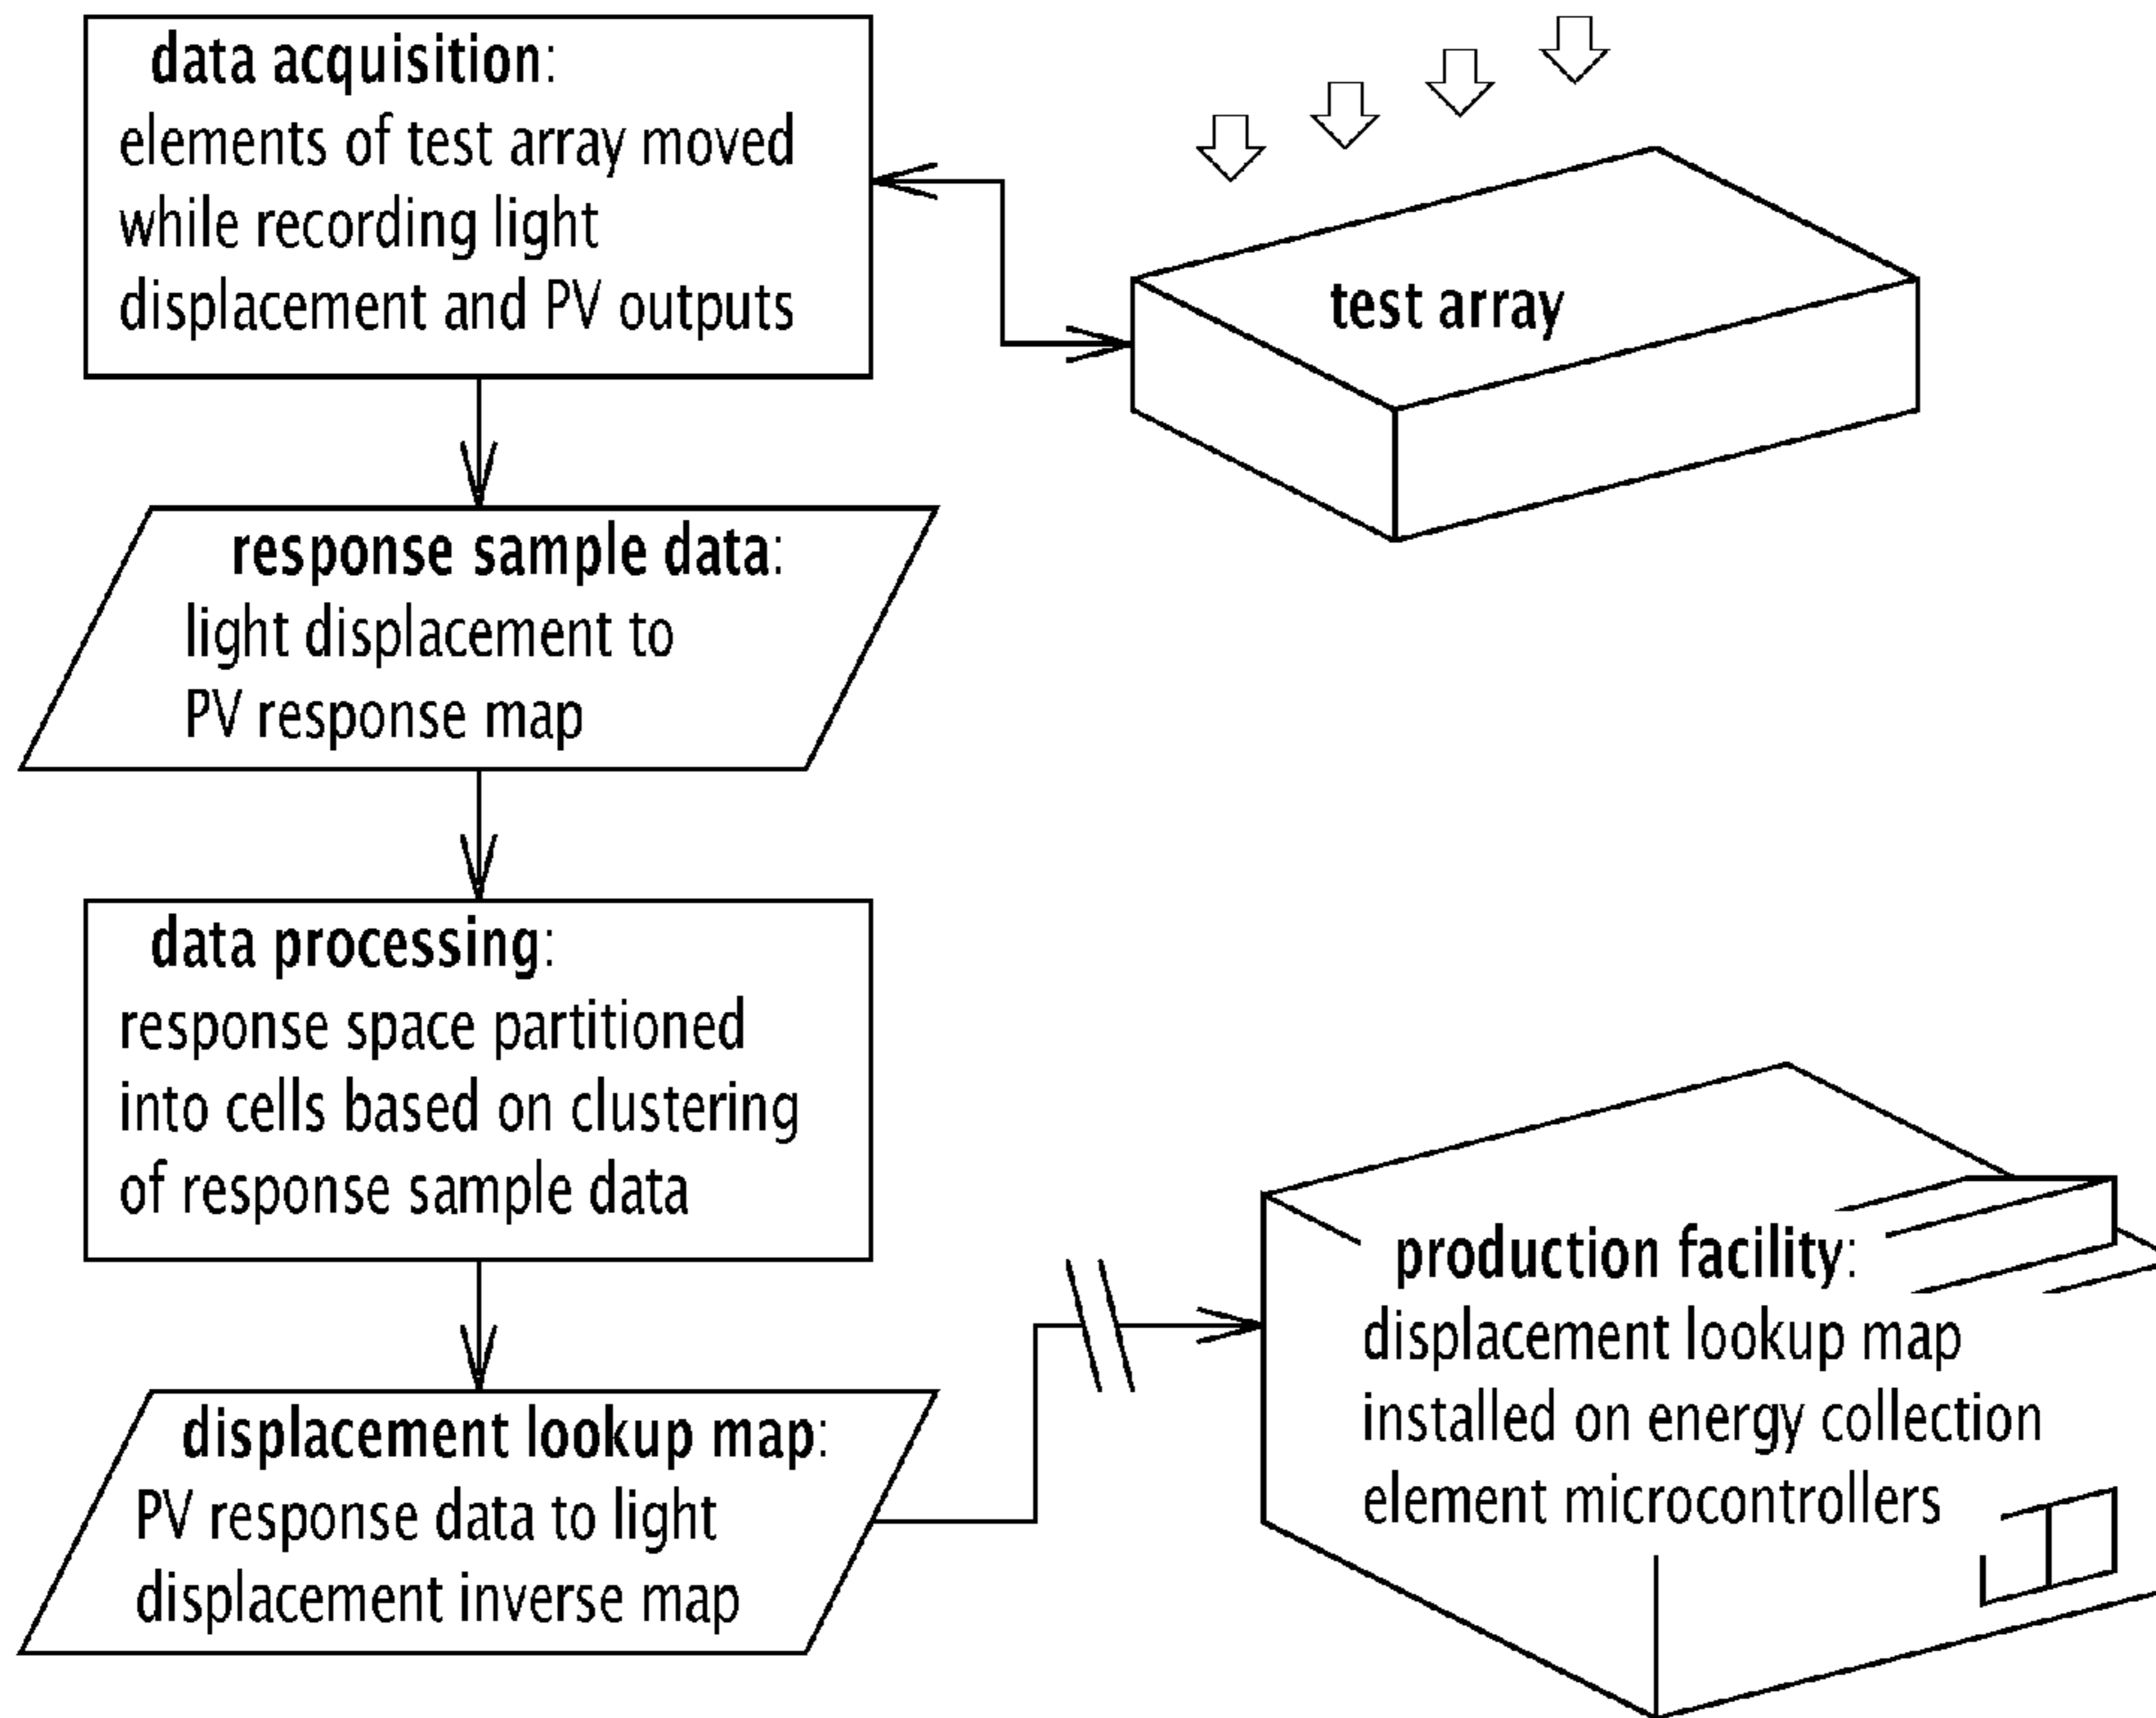 data acquisition:
elements of test array moved
while recording light
displacement and PV outputs
test array
response sample data:
light displacement to
PV response map
data processing:
response space partitioned
into cells based on clustering
of response sample data
displacement lookup map:
PV response data to light
displacement inverse map
production facility:
displacement lookup map
installed on energy collection
element microcontrollers